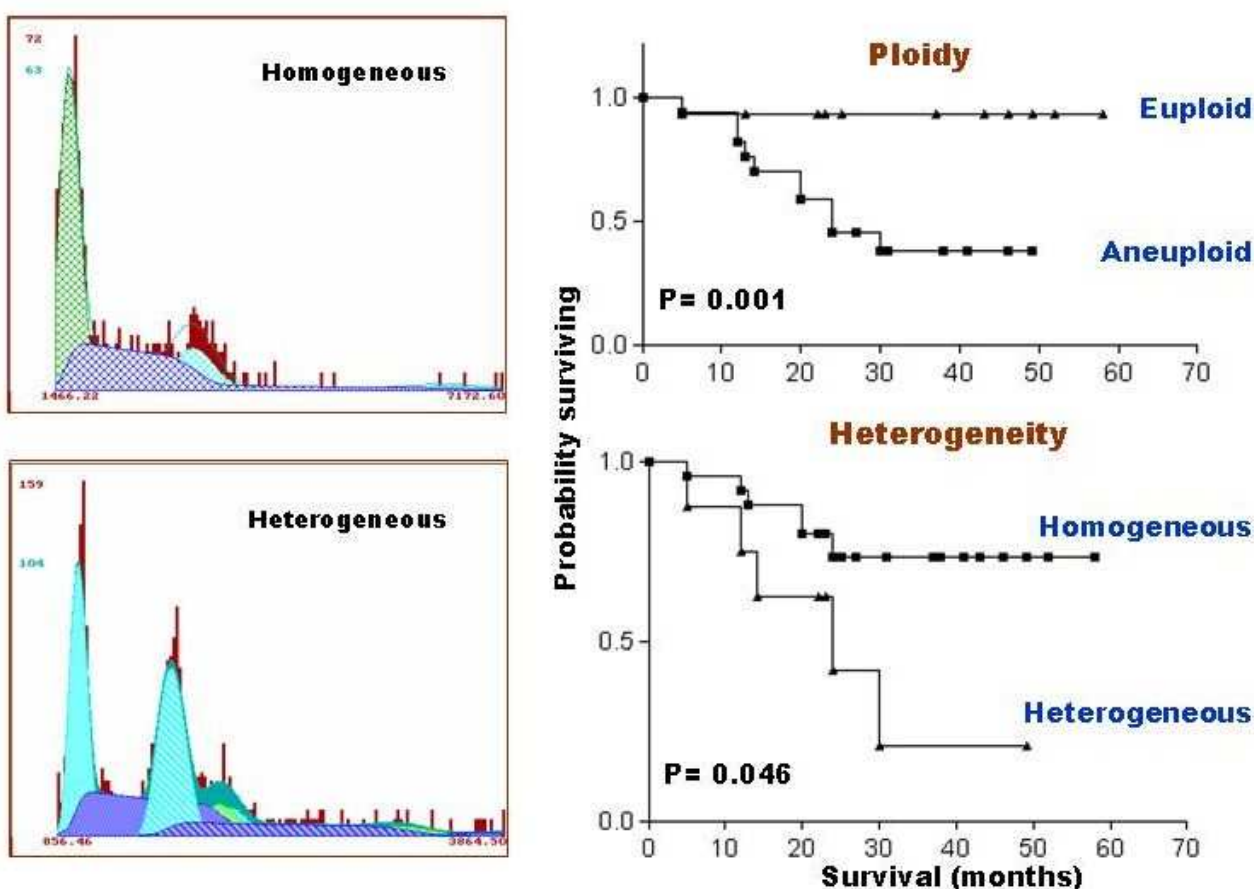 72
63
Homogeneous
1466.22
7172.60
159
104
Heterogeneous
856.46
3864.50
Probability surviving
Ploidy
1.0
Euploid
0.5
Aneuploid
P= 0.001
0.0
0 10 20 30 40 50 60 70
Heterogeneity
1.0
Homogeneous
0.5
Heterogeneous
P= 0.046
0.0
0 10 20 30 40 50 60 70
Survival (months)